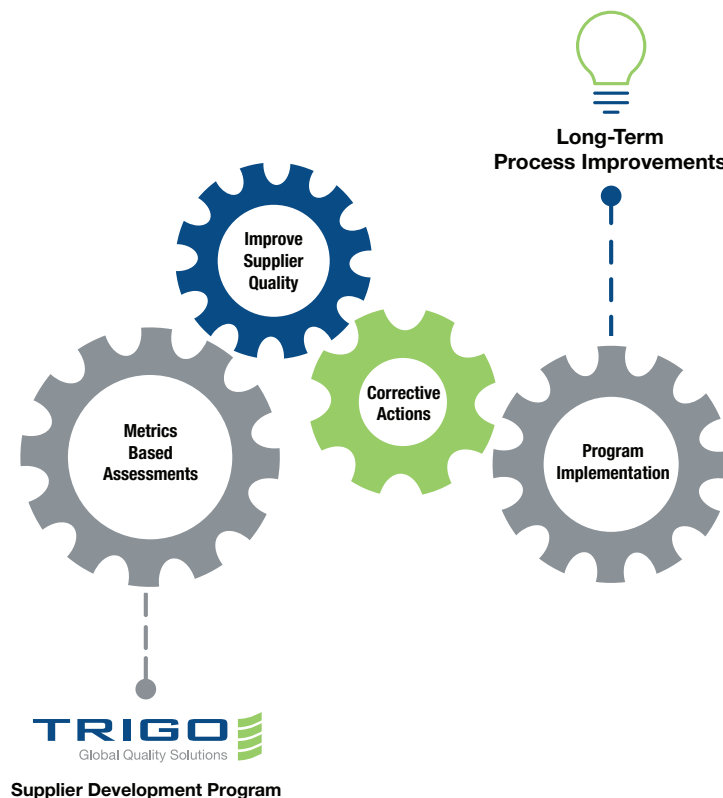 Long-Term
Process Improvements
Improve
Supplier
Quality
Corrective
Actions
Metrics
Based
Assessments
Program
Implementation
TRIGO
Global Quality Solutions
Supplier Development Program